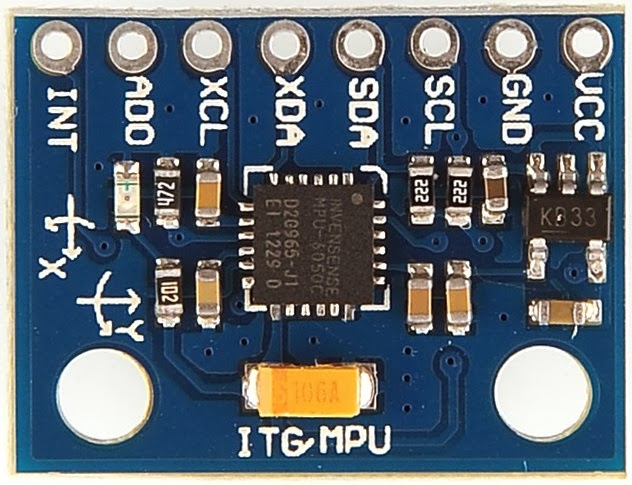 INT AD0 XCL XDA SDA SCL GND VCC
472
222
222
K833
INVENSENSE
MPU-6050C
D20965-J1
E1 1229 0
X
Y
102
106A
ITG/MPU